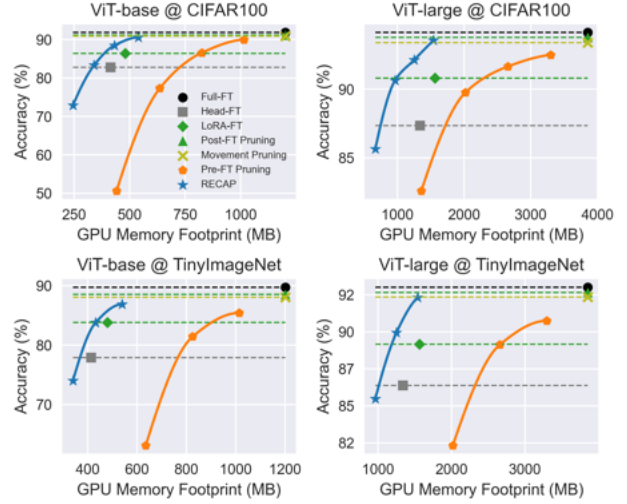 ViT-base @ CIFAR100
Accuracy (%)
90
80
70
60
50
250
500
750
1000
GPU Memory Footprint (MB)
Full-FT
Head-FT
LoRA-FT
Post-FT Pruning
Movement Pruning
Pre-FT Pruning
RECAP
ViT-large @ CIFAR100
Accuracy (%)
90
85
1000
2000
3000
4000
GPU Memory Footprint (MB)
ViT-base @ TinyImageNet
Accuracy (%)
90
80
70
400
600
800
1000
1200
GPU Memory Footprint (MB)
ViT-large @ TinyImageNet
Accuracy (%)
92
90
86
85
82
1000
2000
3000
GPU Memory Footprint (MB)